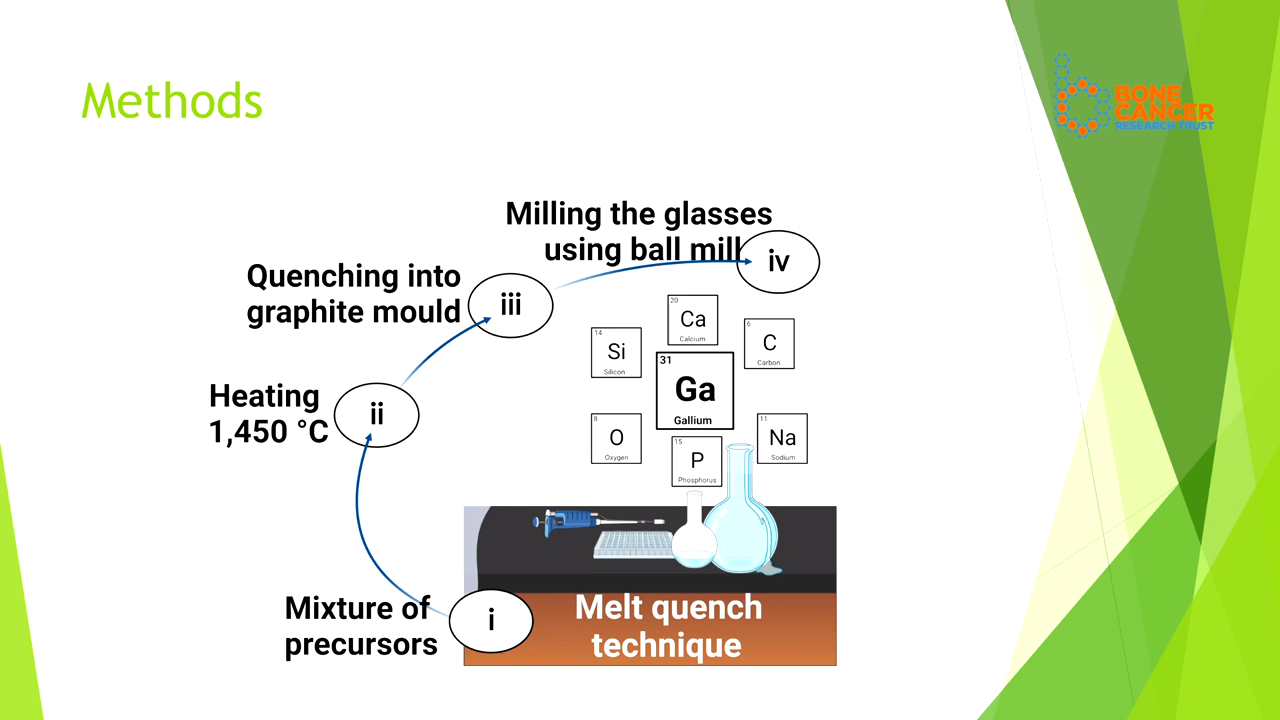 Methods
BONE
CANCER
RESEARCH TRUST
Milling the glasses
using ball mill
iv
Quenching into
graphite mould
iii
Heating
1,450 °C
ii
Mixture of
precursors
i
20
Ca
Calcium
14
Si
Silicon
6
C
Carbon
31
Ga
Gallium
8
O
Oxygen
15
P
Phosphorus
11
Na
Sodium
Melt quench
technique